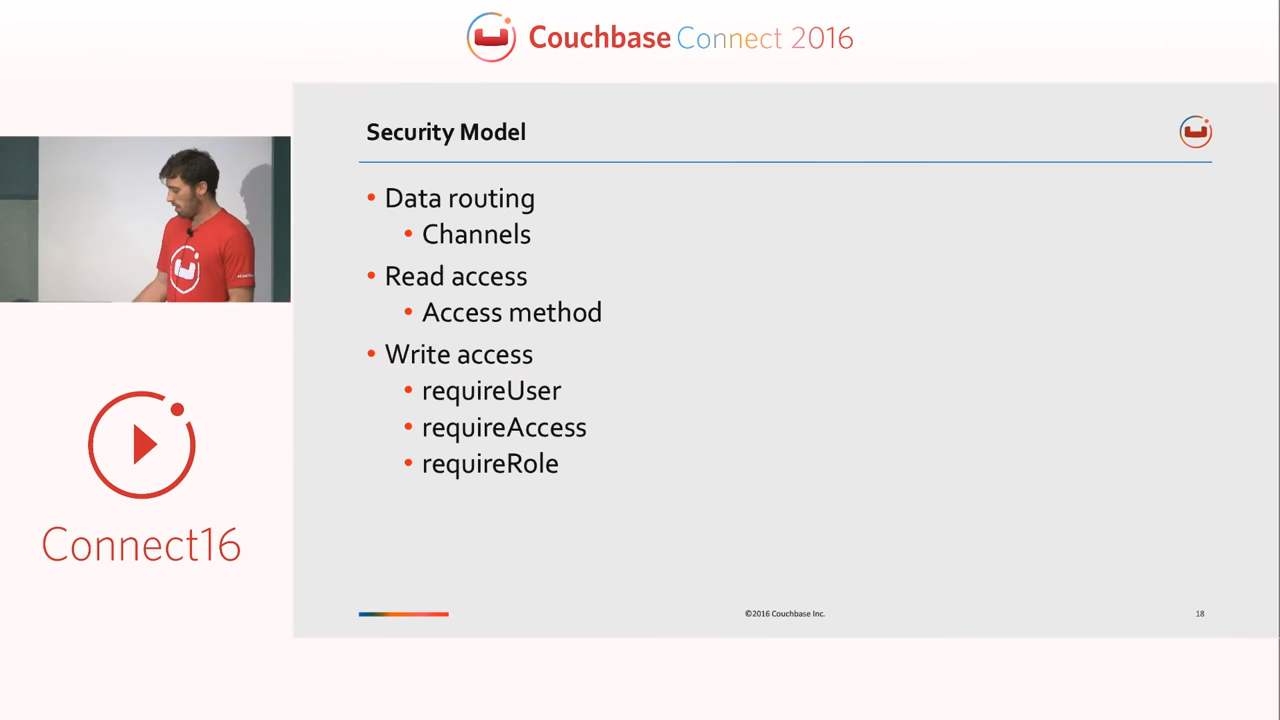 Couchbase Connect 2016
Security Model
Data routing
Channels
Read access
Access method
Write access
requireUser
requireAccess
requireRole
Connect16
©2016 Couchbase Inc.
18